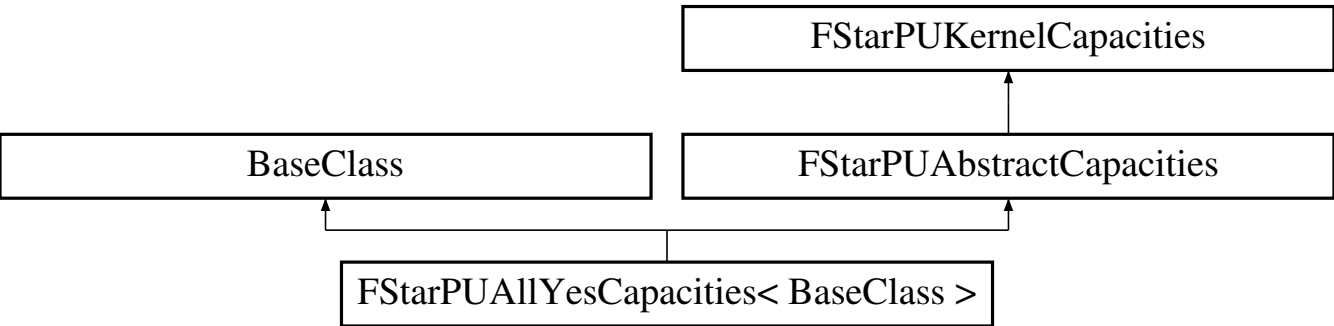 FStarPUKernelCapacities
BaseClass
FStarPUAbstractCapacities
FStarPUAllYesCapacities< BaseClass >